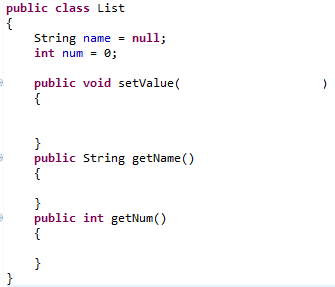 public class List
{
String name = null;
int num = 0;
public void setValue( )
{
}
public String getName()
{
}
public int getNum()
{
}
}